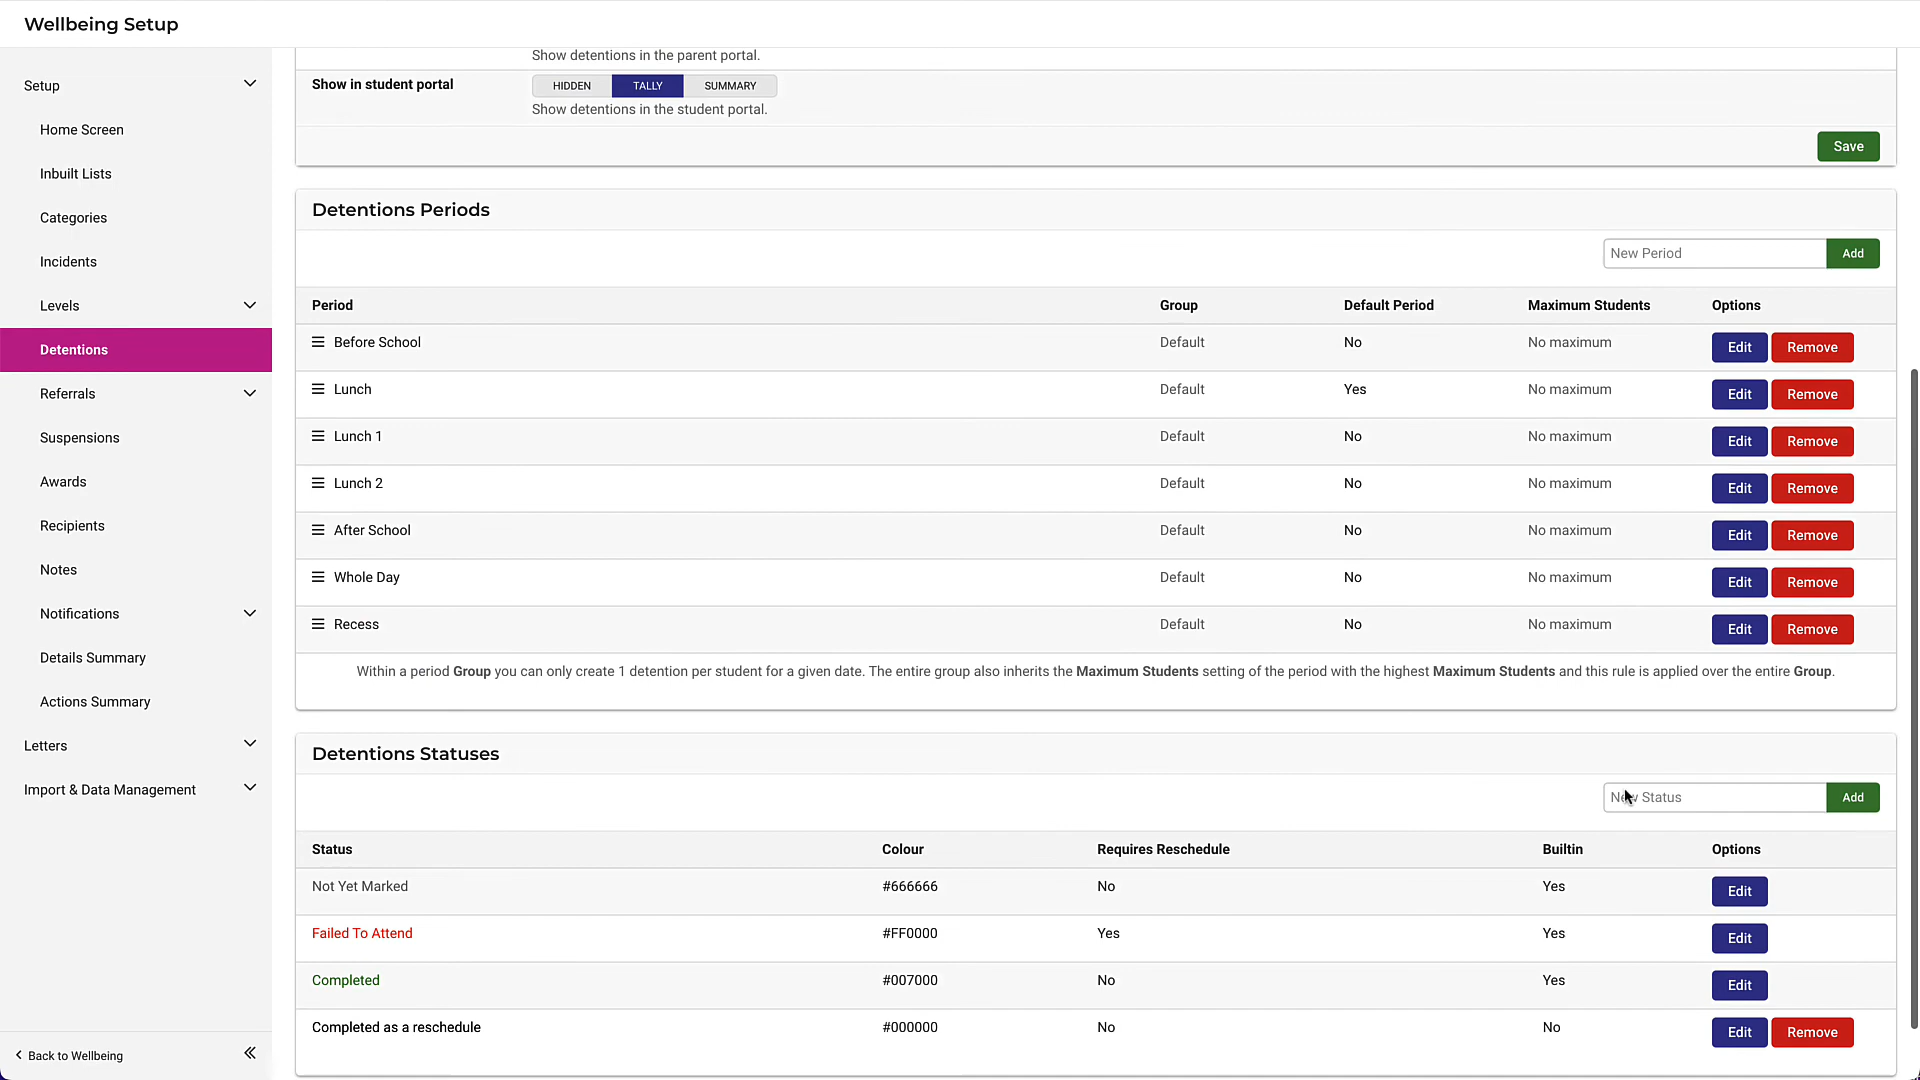 Wellbeing Setup
Setup
Home Screen
Inbuilt Lists
Categories
Incidents
Levels
Detentions
Referrals
Suspensions
Awards
Recipients
Notes
Notifications
Details Summary
Actions Summary
Letters
Import & Data Management
Back to Wellbeing
Show detentions in the parent portal.
Show in student portal HIDDEN TALLY SUMMARY
Show detentions in the student portal.
Save
Detentions Periods
New Period Add
Period Group Default Period Maximum Students Options
Before School Default No No maximum Edit Remove
Lunch Default Yes No maximum Edit Remove
Lunch 1 Default No No maximum Edit Remove
Lunch 2 Default No No maximum Edit Remove
After School Default No No maximum Edit Remove
Whole Day Default No No maximum Edit Remove
Recess Default No No maximum Edit Remove
Within a period Group you can only create 1 detention per student for a given date. The entire group also inherits the Maximum Students setting of the period with the highest Maximum Students and this rule is applied over the entire Group.
Detentions Statuses
New Status Add
Status Colour Requires Reschedule Builtin Options
Not Yet Marked #666666 No Yes Edit
Failed To Attend #FF0000 Yes Yes Edit
Completed #007000 No Yes Edit
Completed as a reschedule #000000 No No Edit Remove